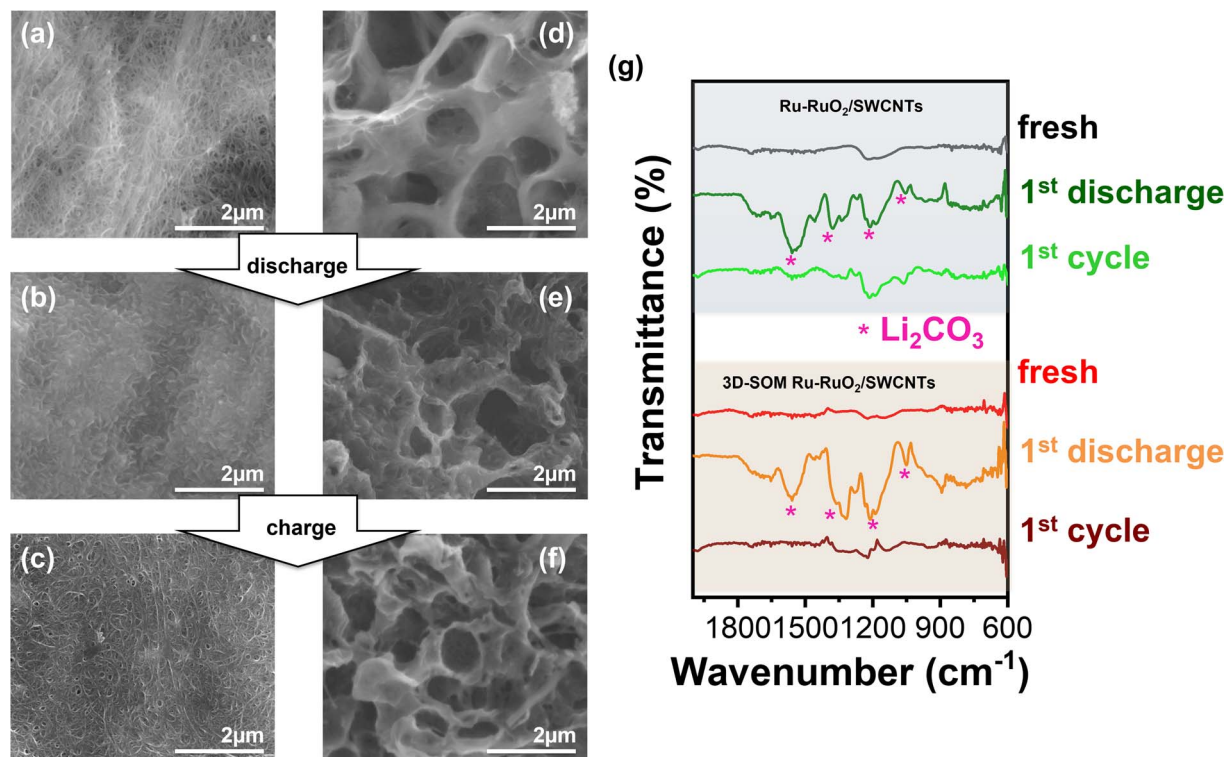 (a)
2μm
(d)
2μm
discharge
(b)
2μm
(e)
2μm
charge
(c)
2μm
(f)
2μm
(g)
Ru-RuO₂/SWCNTs
fresh
1ˢᵗ discharge
*
*
*
*
1ˢᵗ cycle
* Li₂CO₃
3D-SOM Ru-RuO₂/SWCNTs
fresh
1ˢᵗ discharge
*
*
*
*
1ˢᵗ cycle
Transmittance (%)
1800 1500 1200 900 600
Wavenumber (cm⁻¹)